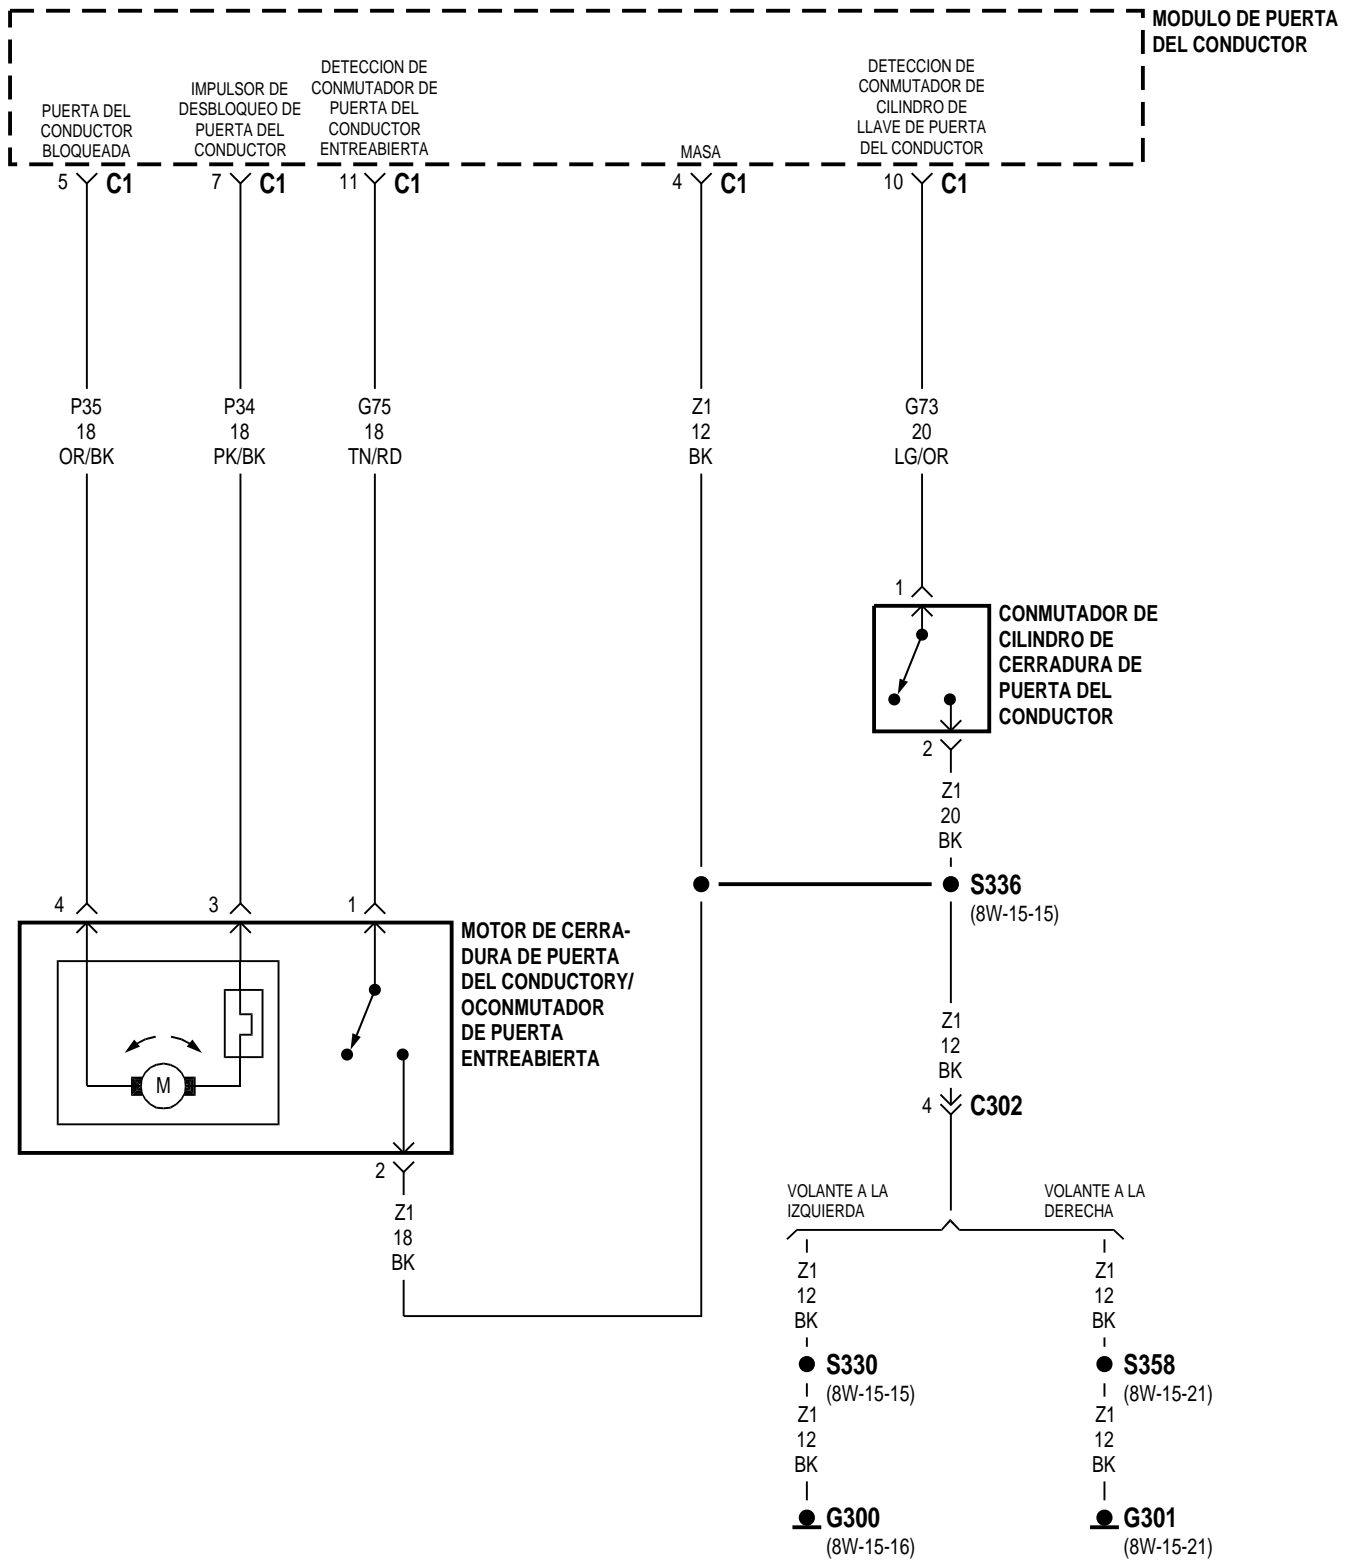 MODULO DE PUERTA
DEL CONDUCTOR
PUERTA DEL
CONDUCTOR
BLOQUEADA
IMPULSOR DE
DESBLOQUEO DE
PUERTA DEL
CONDUCTOR
DETECCION DE
CONMUTADOR DE
PUERTA DEL
CONDUCTOR
ENTREABIERTA
MASA
DETECCION DE
CONMUTADOR DE
CILINDRO DE
LLAVE DE PUERTA
DEL CONDUCTOR
5 C1
7 C1
11 C1
4 C1
10 C1
P35
18
OR/BK
P34
18
PK/BK
G75
18
TN/RD
Z1
12
BK
G73
20
LG/OR
1
CONMUTADOR DE
CILINDRO DE
CERRADURA DE
PUERTA DEL
CONDUCTOR
2
Z1
20
BK
S336
(8W-15-15)
4
3
1
MOTOR DE CERRA-
DURA DE PUERTA
DEL CONDUCTORY/
OCONMUTADOR
DE PUERTA
ENTREABIERTA
M
2
Z1
18
BK
Z1
12
BK
4 C302
VOLANTE A LA
IZQUIERDA
VOLANTE A LA
DERECHA
Z1
12
BK
S330
(8W-15-15)
Z1
12
BK
G300
(8W-15-16)
Z1
12
BK
S358
(8W-15-21)
Z1
12
BK
G301
(8W-15-21)